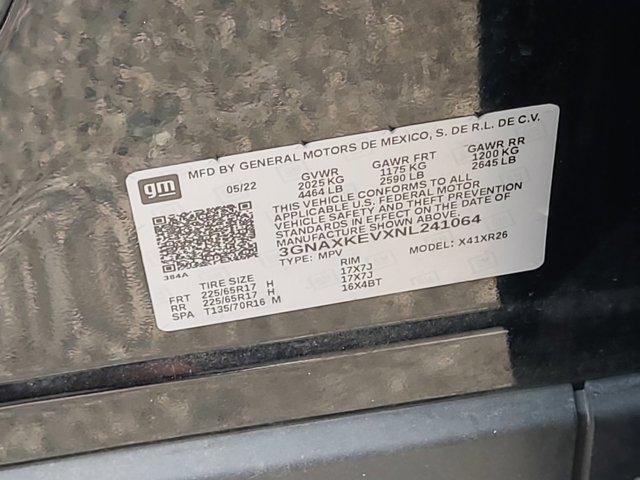 MFD BY GENERAL MOTORS DE MEXICO, S. DE R.L. DE C.V.
gm
05/22 GVWR GAWR FRT GAWR RR
2025 KG 1175 KG 1200 KG
4464 LB 2590 LB 2645 LB
THIS VEHICLE CONFORMS TO ALL
APPLICABLE U.S. FEDERAL MOTOR
VEHICLE SAFETY AND THEFT
STANDARDS IN EFFECT ON THE DATE OF
MANUFACTURE SHOWN ABOVE.
3GNAXKEVXNL241064
TYPE: MPV MODEL: X41XR26
384A
TIRE SIZE RIM
FRT 225/65R17 H 17X7J
RR 225/65R17 H 17X7J
SPA T135/70R16 M 16X4BT